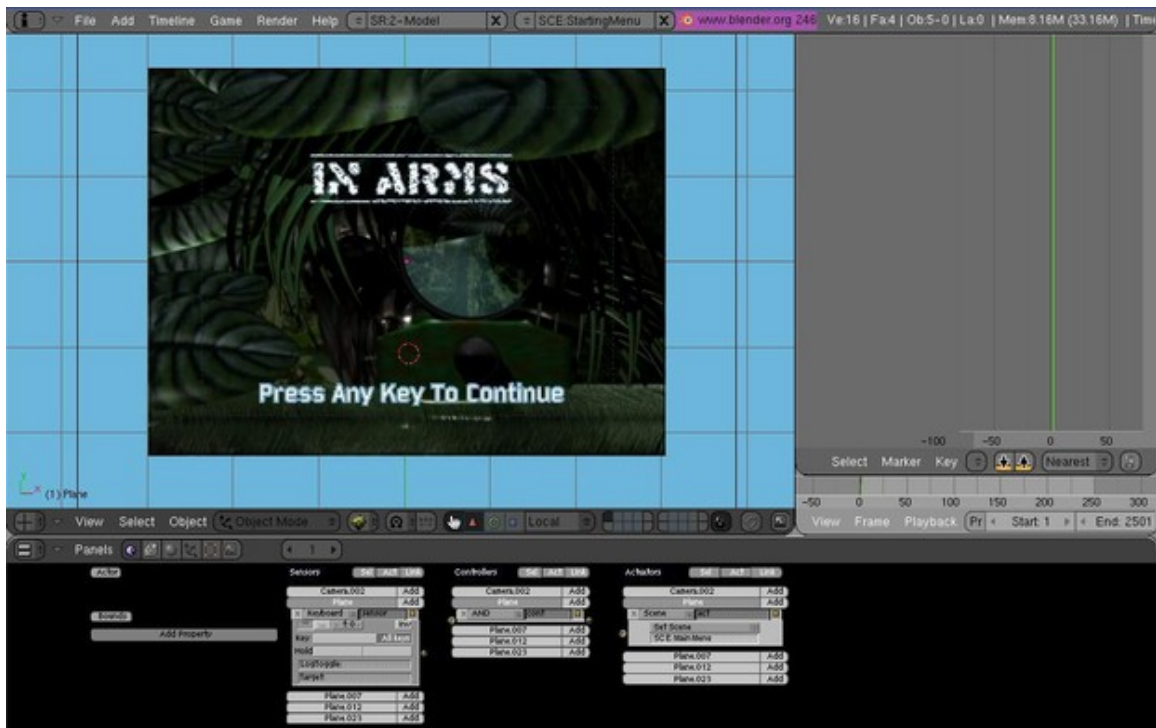 File Add Timeline Game Render Help SR:2-Model X SCE:StartingMenu X www.blender.org 246 Ve:16 | Fa:4 | Ob:5-0 | La:0 | Mem:8.16M (33.16M) | Time
IN ARMS
Press Any Key To Continue
(1) Plane
-100 -50 0 50
Select Marker Key Nearest
-50 0 50 100 150 200 250 300
View Select Object Object Mode Local
View Frame Playback Pr Start: 1 End: 2501
Panels 1
Actor Sensors Sel Act Link Controllers Sel Act Link Actuators Sel Act Link
Camera.002 Add Camera.002 Add Camera.002 Add
Plane Add Plane Add Plane Add
Bounds Keyboard sensor AND cont Scene act
Add Property
Key All keys
Hold
LogToggle:
Target:
Set Scene
SCE:MainMenu
Plane.007 Add Plane.007 Add Plane.007 Add
Plane.012 Add Plane.012 Add Plane.012 Add
Plane.023 Add Plane.023 Add Plane.023 Add